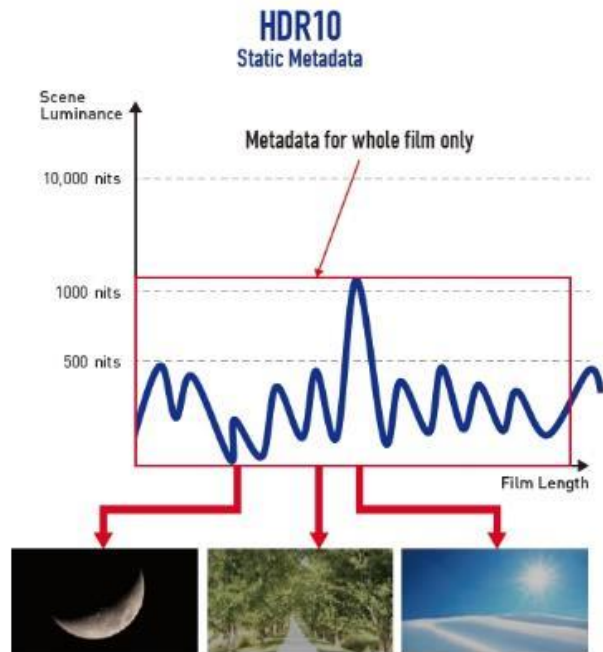 HDR10
Static Metadata
Scene
Luminance
Metadata for whole film only
10,000 nits
1000 nits
500 nits
Film Length